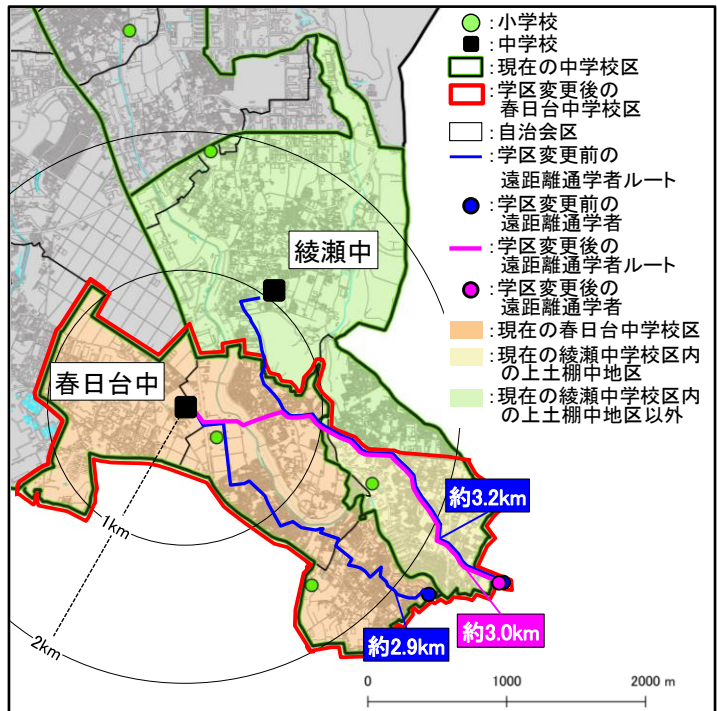 :小学校
:中学校
:現在の中学校区
:学区変更後の
春日台中学校区
:自治会区
:学区変更前の
遠距離通学者ルート
:学区変更前の
遠距離通学者
:学区変更後の
遠距離通学者ルート
:学区変更後の
遠距離通学者
:現在の春日台中学校区
:現在の綾瀬中学校区内
の上土棚中地区
:現在の綾瀬中学校区内
の上土棚中地区以外
綾瀬中
春日台中
約3.2km
1km
約3.0km
約2.9km
2km
0 1000 2000 m